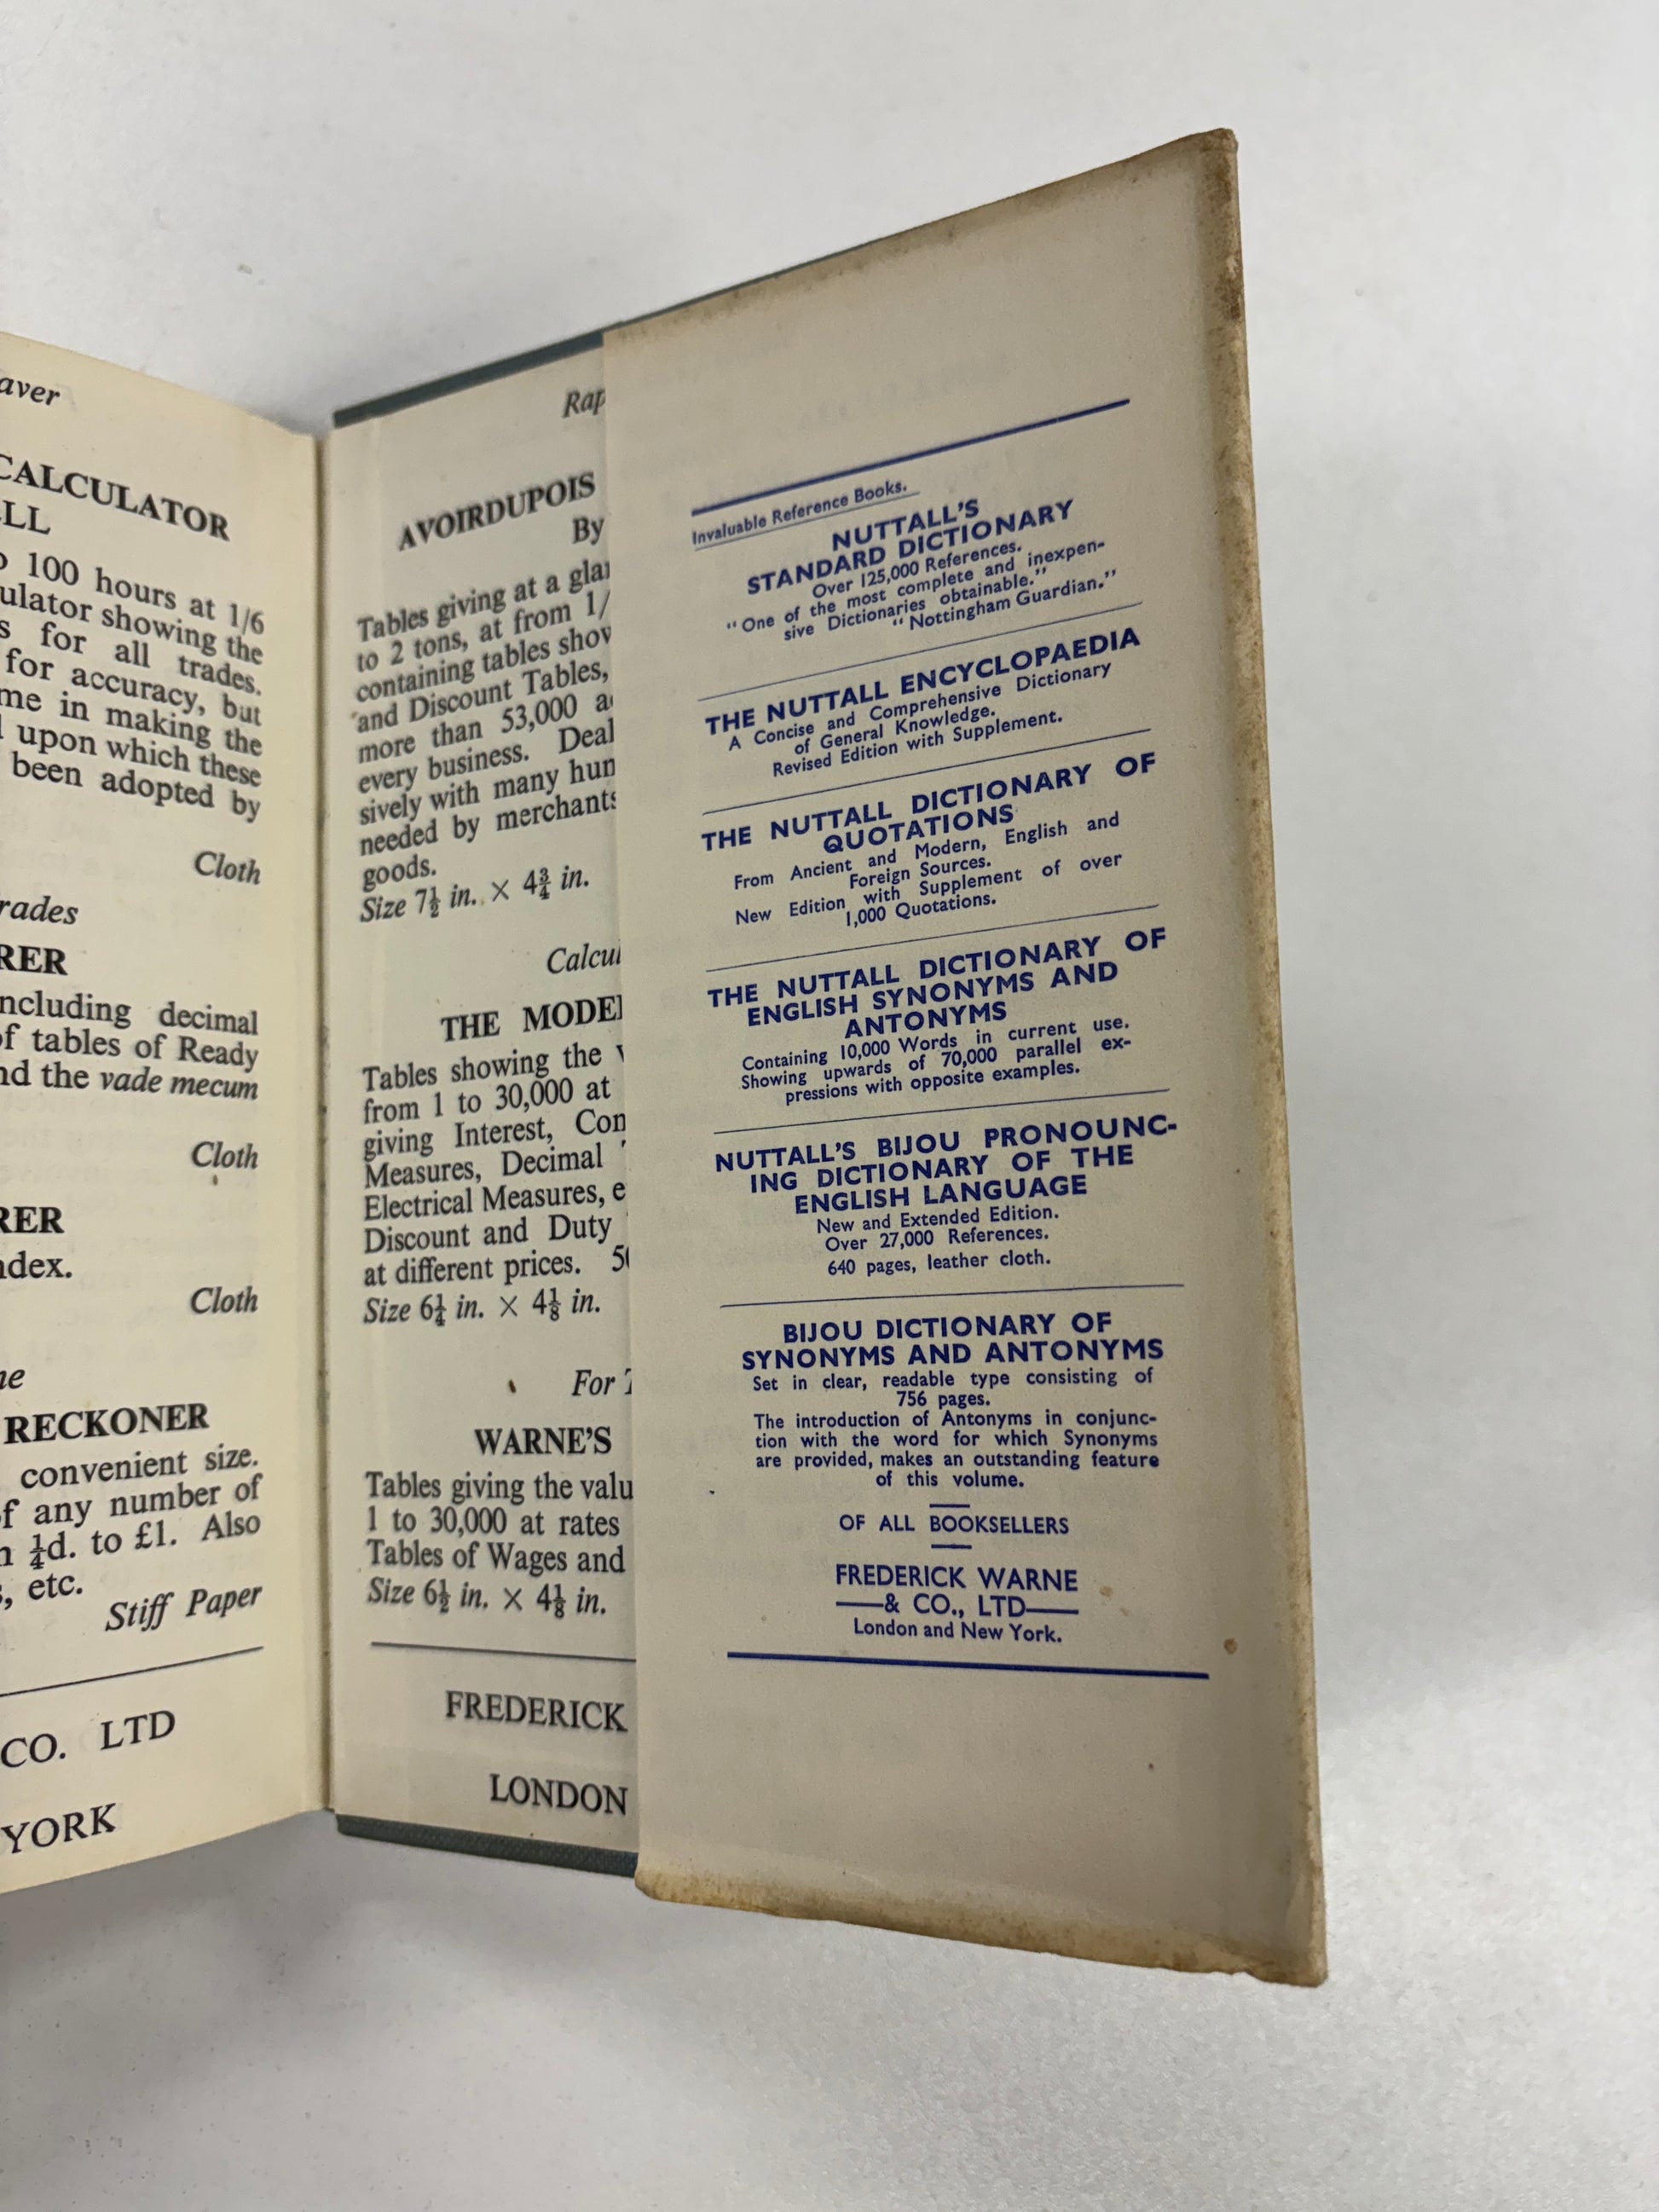 aver
CALCULATOR
LL
100 hours at 1/6
ulator showing the
s for all trades.
for accuracy, but
me in making the
upon which these
been adopted by
Cloth
rades
RER
ncluding decimal
of tables of Ready
nd the vade mecum
Cloth
RER
ndex.
Cloth
ne
RECKONER
convenient size.
of any number of
¼d. to £1. Also
, etc.
Stiff Paper
CO. LTD
YORK
Rap
AVOIRDUPOIS
By
Tables giving at a glan
to 2 tons, at from 1/
containing tables show
and Discount Tables,
more than 53,000 a
every business. Deal
sively with many hun
needed by merchants
goods.
Size 7½ in. × 4¾ in.
Calcul
THE MODE
Tables showing the v
from 1 to 30,000 at
giving Interest, Com
Measures, Decimal
Electrical Measures, e
Discount and Duty
at different prices. 50
Size 6¼ in. × 4⅛ in.
For T
WARNE'S
Tables giving the valu
1 to 30,000 at rates
Tables of Wages and
Size 6½ in. × 4⅛ in.
FREDERICK
LONDON
Invaluable Reference Books.
NUTTALL'S
STANDARD DICTIONARY
Over 125,000 References.
"One of the most complete and inexpen-
sive Dictionaries obtainable."
"Nottingham Guardian."
THE NUTTALL ENCYCLOPAEDIA
A Concise and Comprehensive Dictionary
of General Knowledge.
Revised Edition with Supplement.
THE NUTTALL DICTIONARY OF
QUOTATIONS
From Ancient and Modern, English and
Foreign Sources.
New Edition with Supplement of over
1,000 Quotations.
THE NUTTALL DICTIONARY OF
ENGLISH SYNONYMS AND
ANTONYMS
Containing 10,000 Words in current use.
Showing upwards of 70,000 parallel ex-
pressions with opposite examples.
NUTTALL'S BIJOU PRONOUNC-
ING DICTIONARY OF THE
ENGLISH LANGUAGE
New and Extended Edition.
Over 27,000 References.
640 pages, leather cloth.
BIJOU DICTIONARY OF
SYNONYMS AND ANTONYMS
Set in clear, readable type consisting of
756 pages.
The introduction of Antonyms in conjunc-
tion with the word for which Synonyms
are provided, makes an outstanding feature
of this volume.
OF ALL BOOKSELLERS
FREDERICK WARNE
& CO., LTD
London and New York.